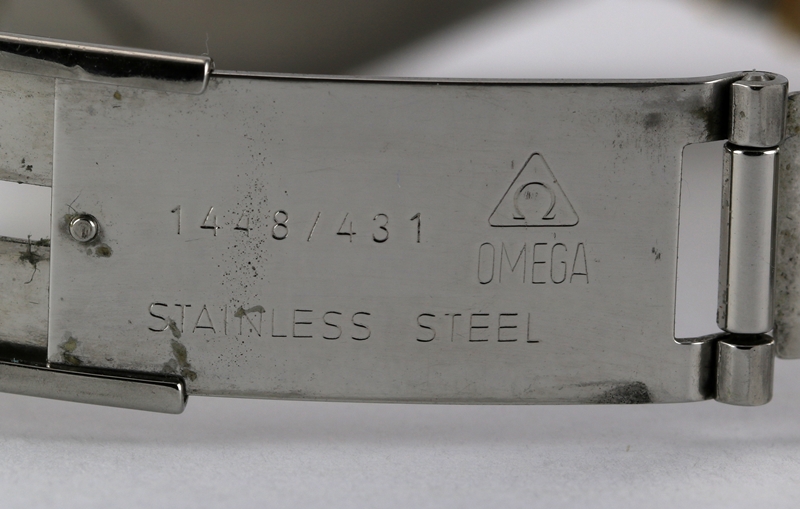 Ω
1448/431
OMEGA
STAINLESS STEEL